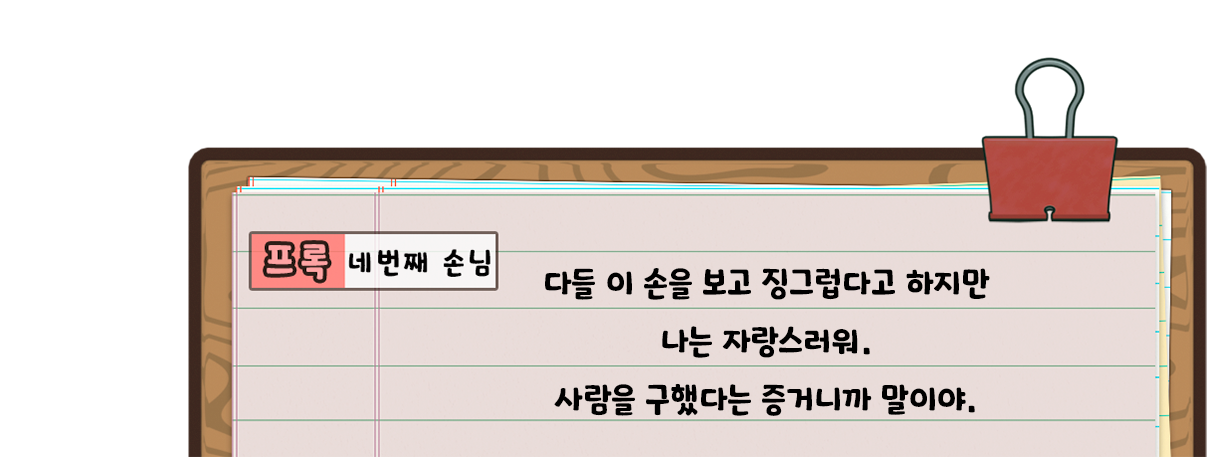 프록 네번째 손님
다들 이 손을 보고 징그럽다고 하지만
나는 자랑스러워.
사람을 구했다는 증거니까 말이야.